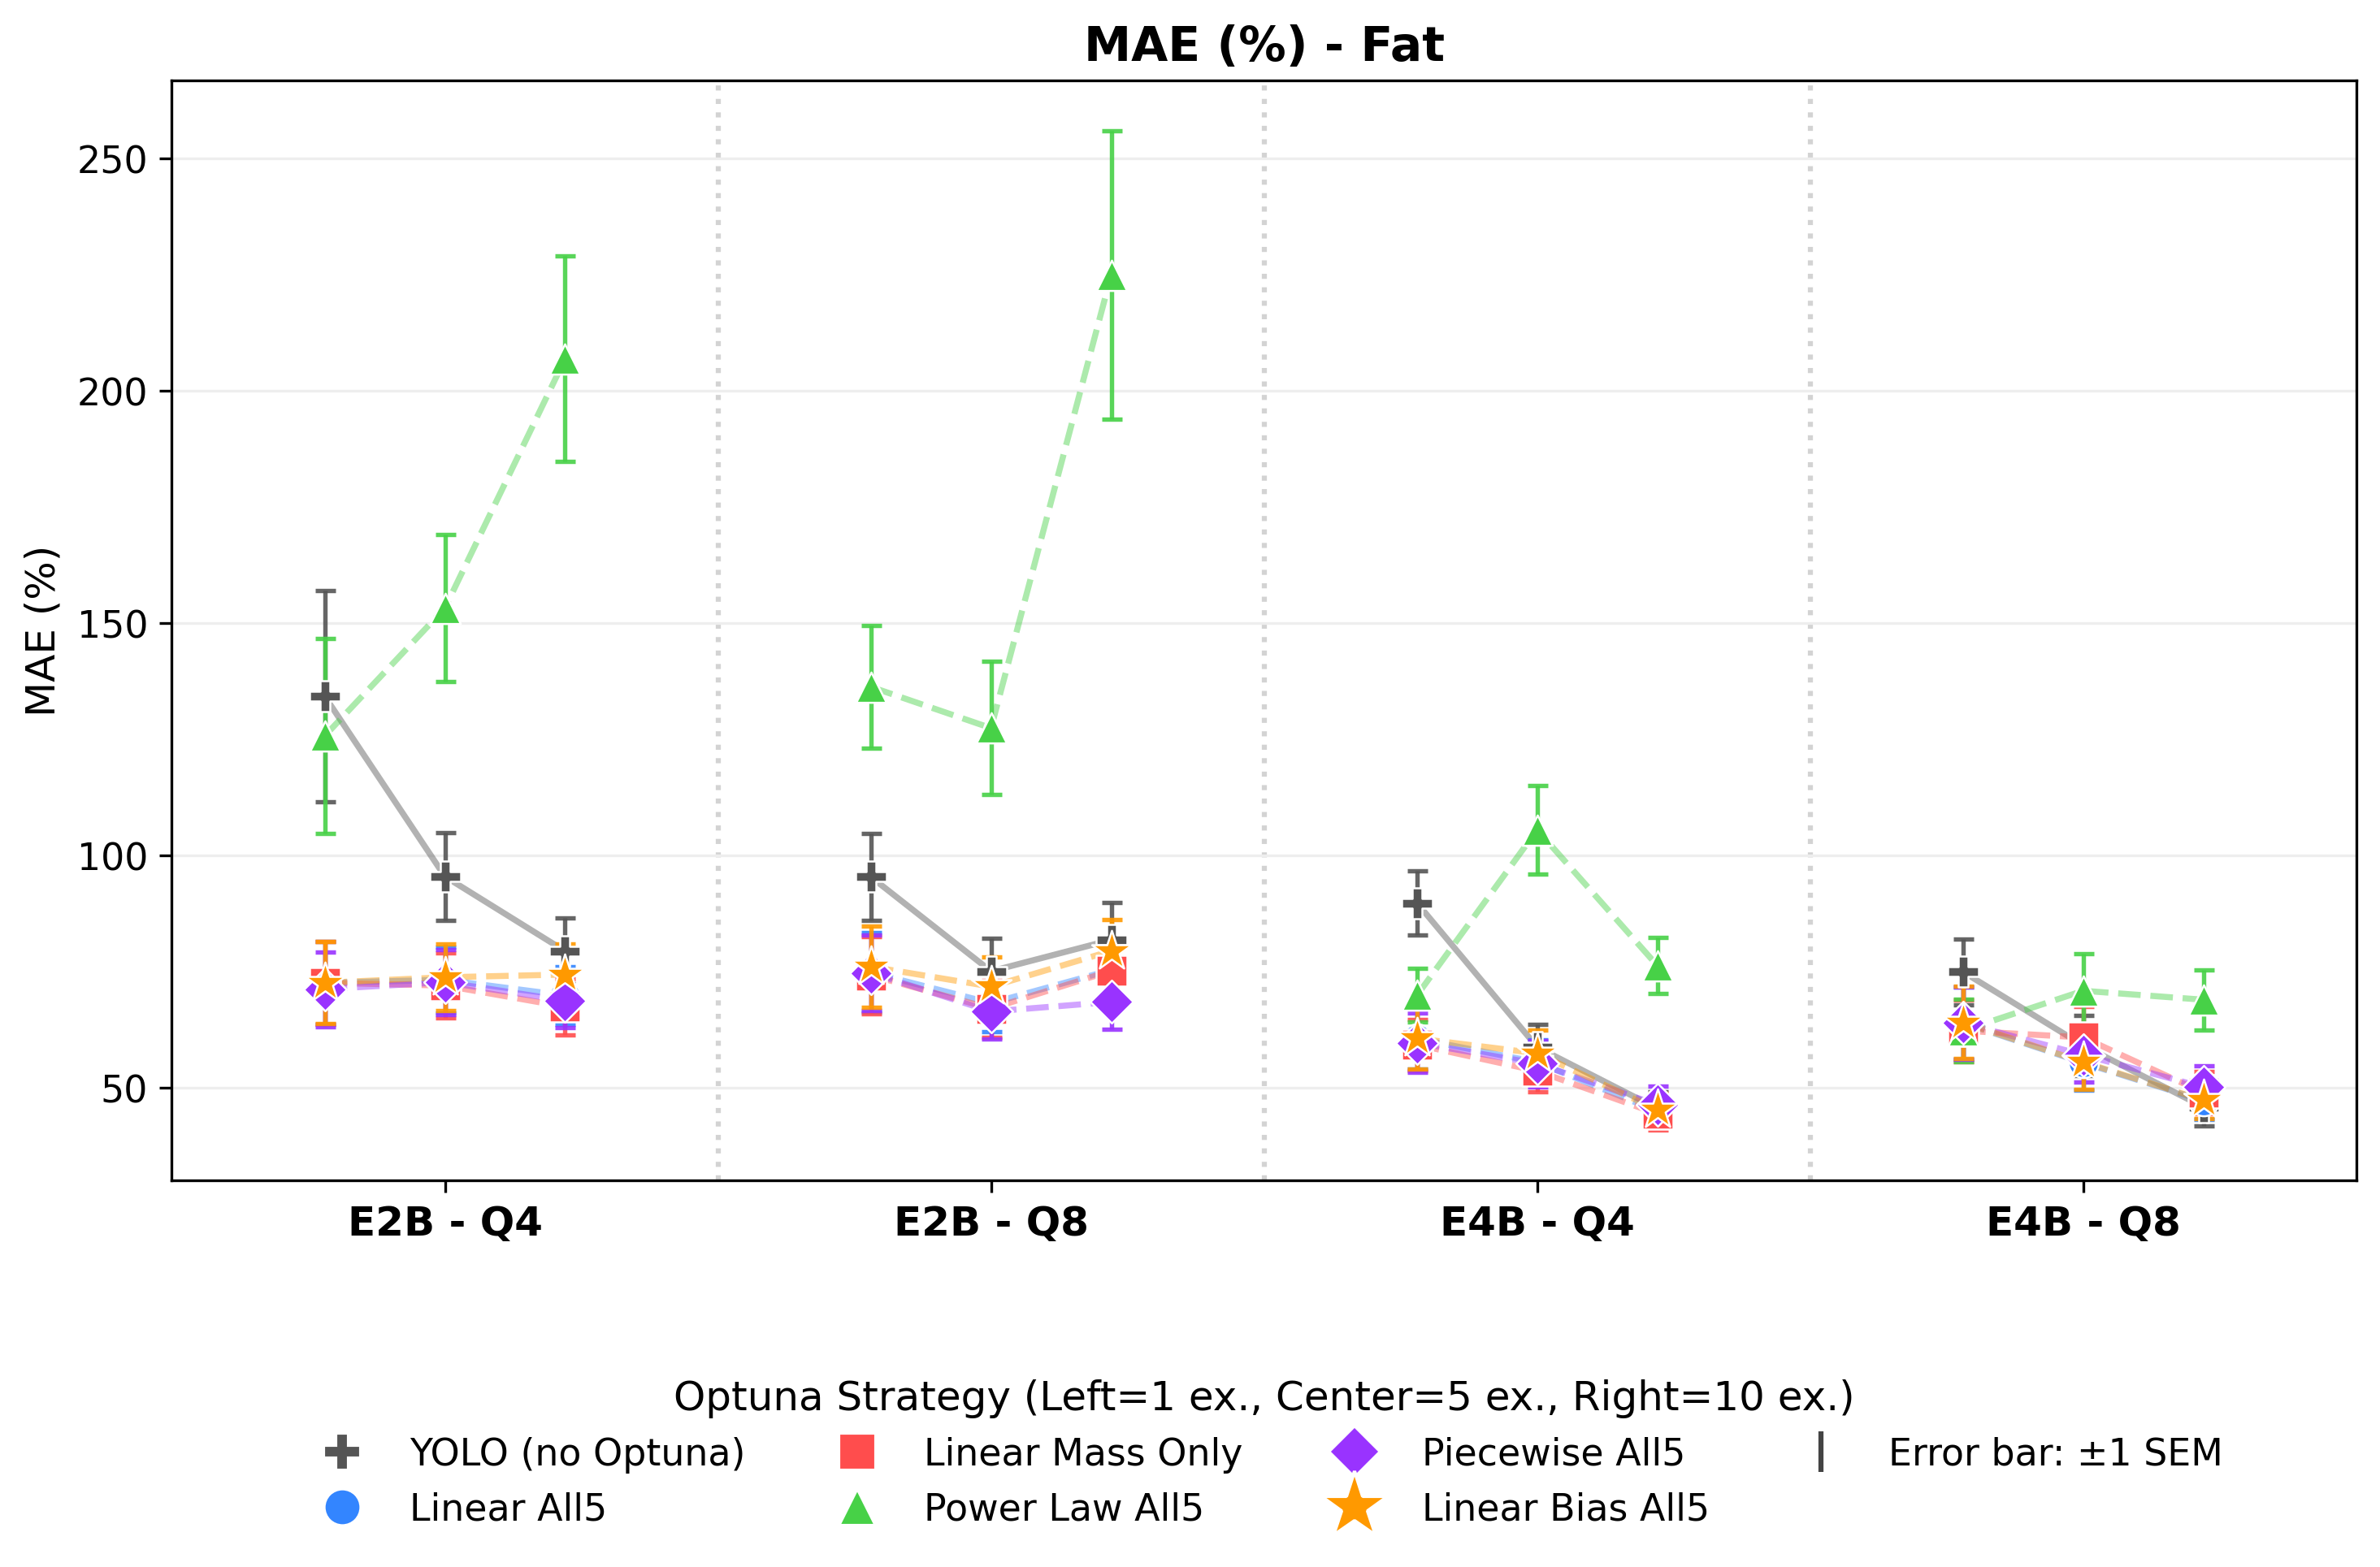 MAE (%) - Fat
MAE (%)
250
200
150
100
50
E2B - Q4
E2B - Q8
E4B - Q4
E4B - Q8
Optuna Strategy (Left=1 ex., Center=5 ex., Right=10 ex.)
YOLO (no Optuna)
Linear All5
Linear Mass Only
Power Law All5
Piecewise All5
Linear Bias All5
Error bar: ±1 SEM